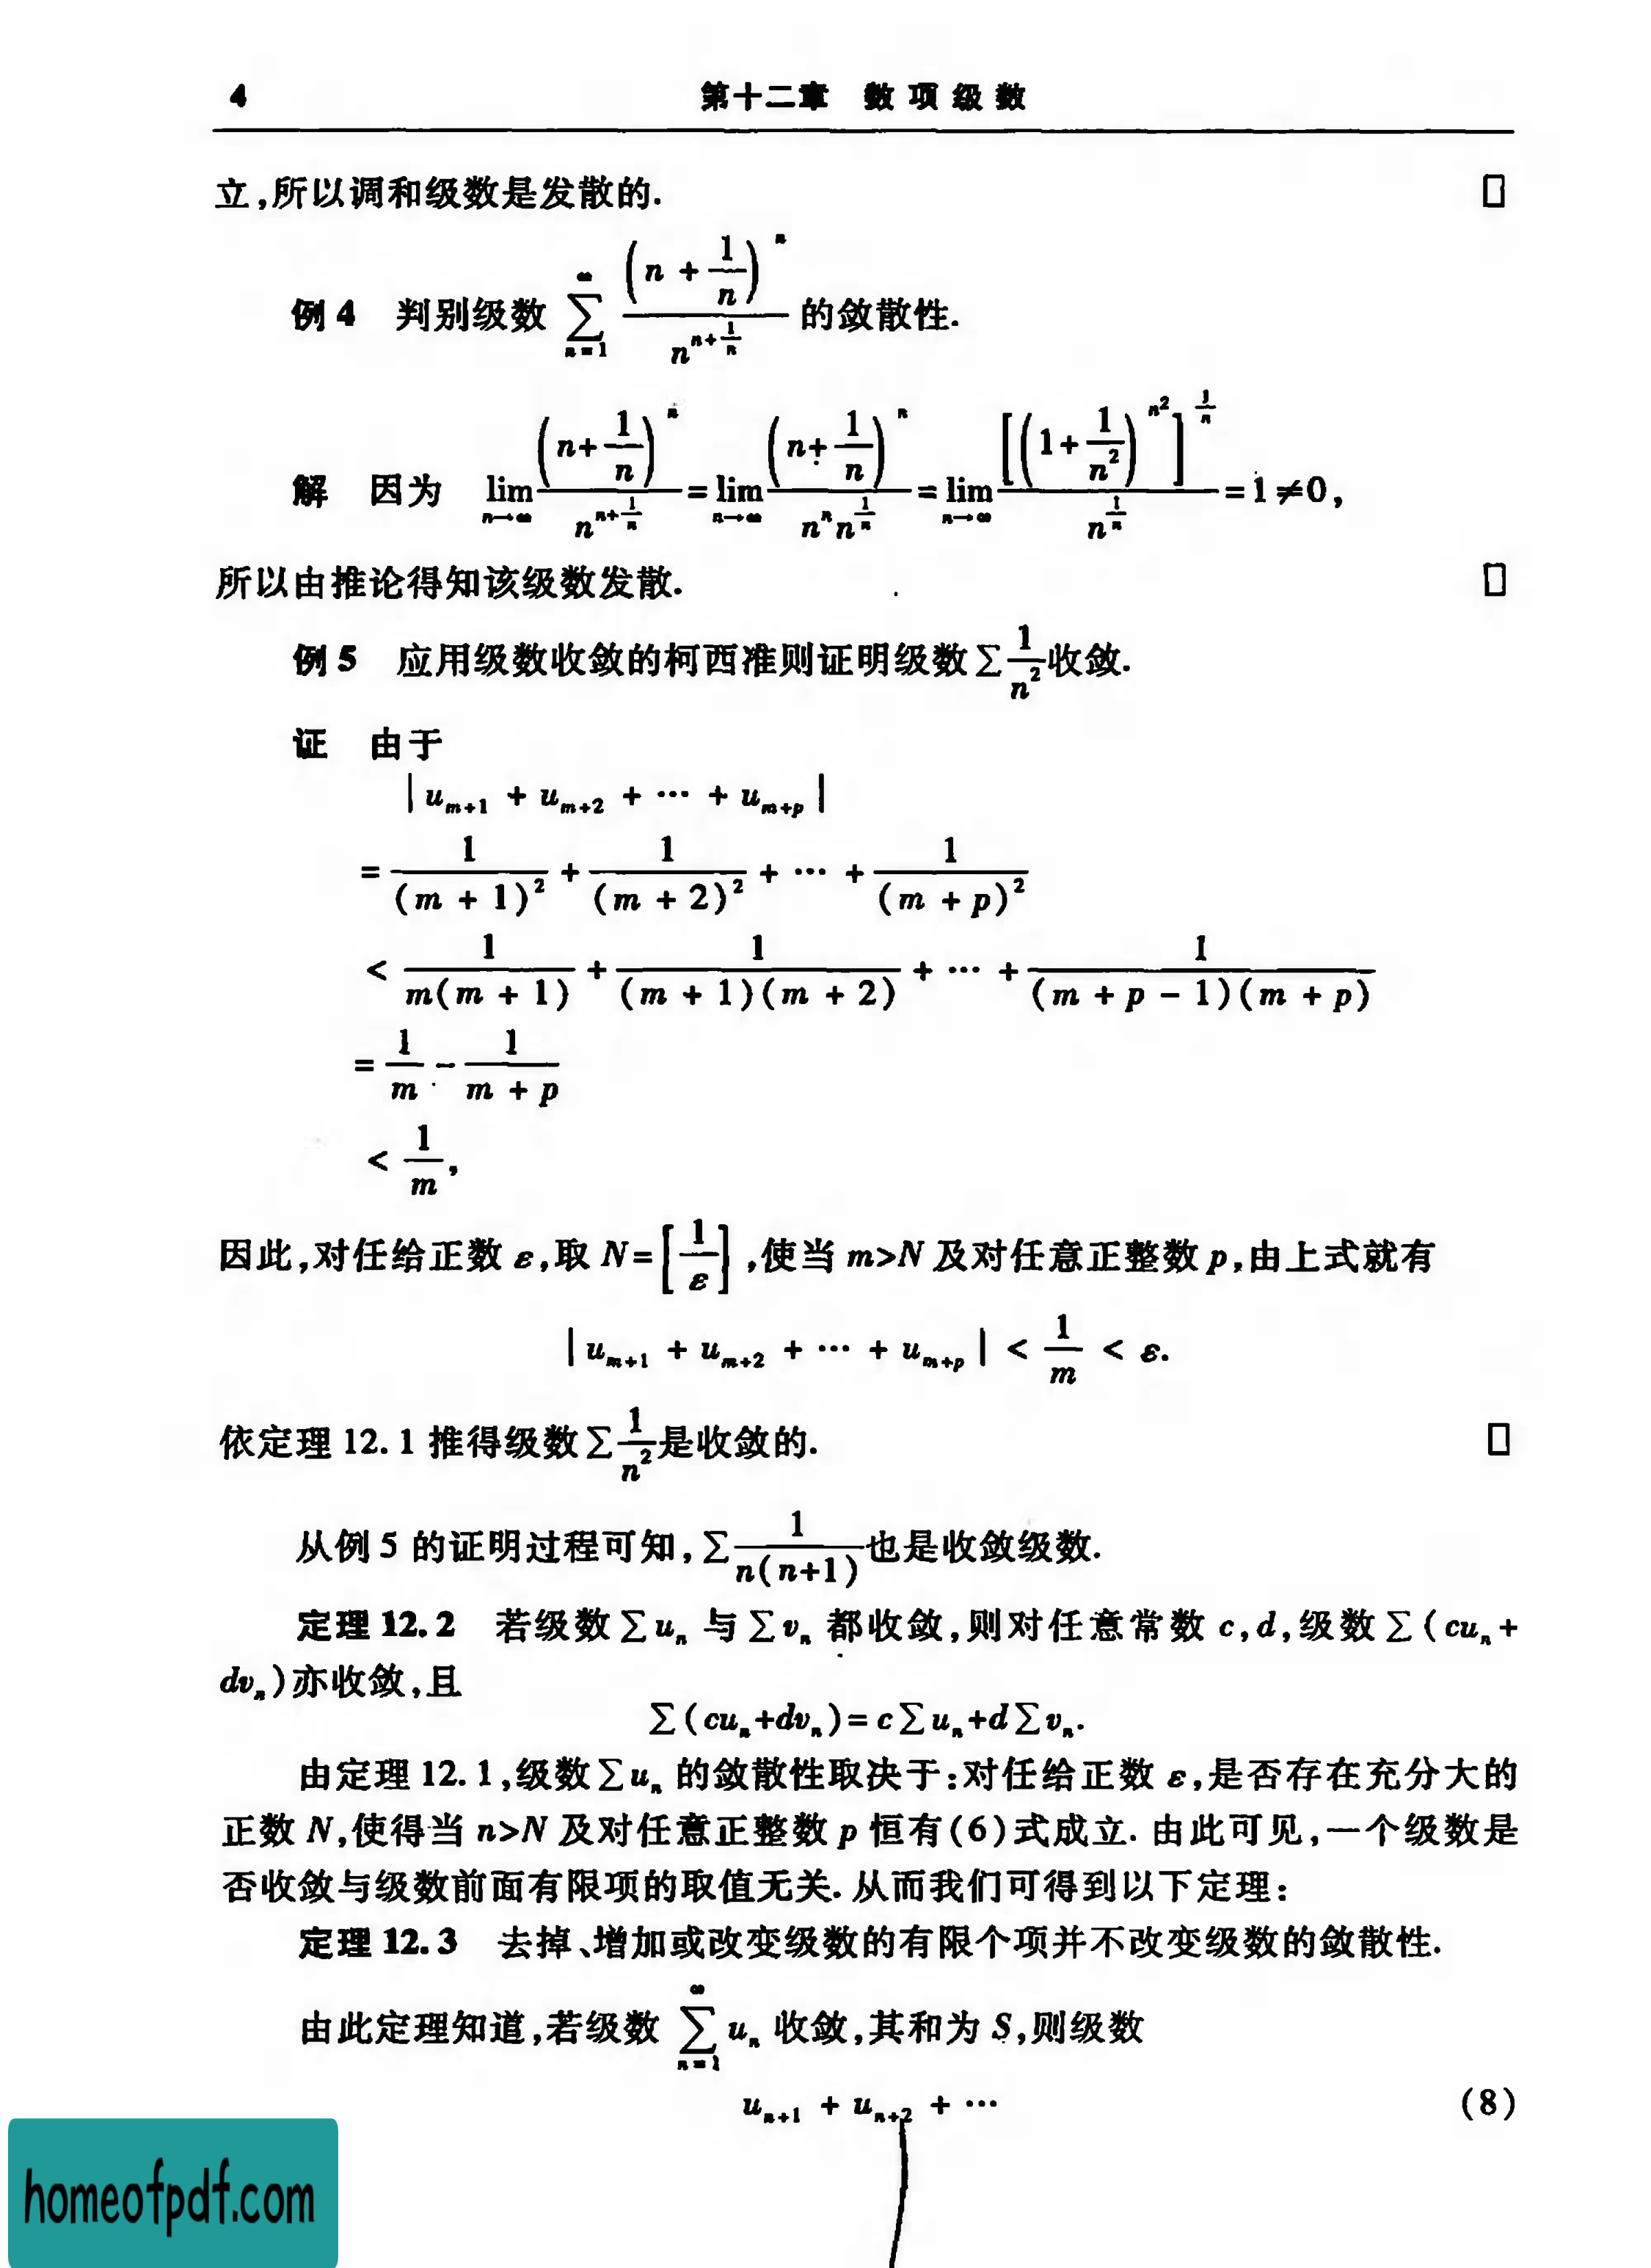 4 第十二章 数项级数
立,所以调和级数是发散的. □
例 4 判别级数 $\sum_{n=1}^{\infty} \frac{\left(n+\frac{1}{n}\right)^n}{n^{n+\frac{1}{n}}}$ 的敛散性.
解 因为 $\lim_{n\to\infty}\frac{\left(n+\frac{1}{n}\right)^n}{n^{n+\frac{1}{n}}}=\lim_{n\to\infty}\frac{\left(n+\frac{1}{n}\right)^n}{n^n n^{\frac{1}{n}}}=\lim_{n\to\infty}\frac{\left[\left(1+\frac{1}{n^2}\right)^{n^2}\right]^{\frac{1}{n}}}{n^{\frac{1}{n}}}=1\neq 0,$
所以由推论得知该级数发散. □
例 5 应用级数收敛的柯西准则证明级数 $\sum\frac{1}{n^2}$ 收敛.
证 由于
$|u_{m+1}+u_{m+2}+\cdots+u_{m+p}|$
$=\frac{1}{(m+1)^2}+\frac{1}{(m+2)^2}+\cdots+\frac{1}{(m+p)^2}$
$<\frac{1}{m(m+1)}+\frac{1}{(m+1)(m+2)}+\cdots+\frac{1}{(m+p-1)(m+p)}$
$=\frac{1}{m}-\frac{1}{m+p}$
$<\frac{1}{m},$
因此,对任给正数 ε,取 $N=\left[\frac{1}{\varepsilon}\right]$,使当 m>N 及对任意正整数 p,由上式就有
$|u_{m+1}+u_{m+2}+\cdots+u_{m+p}|<\frac{1}{m}<\varepsilon.$
依定理 12.1 推得级数 $\sum\frac{1}{n^2}$ 是收敛的. □
从例 5 的证明过程可知, $\sum\frac{1}{n(n+1)}$ 也是收敛级数.
定理 12.2 若级数 $\sum u_n$ 与 $\sum v_n$ 都收敛,则对任意常数 c,d,级数 $\sum(cu_n+$
$dv_n)$ 亦收敛,且
$\sum(cu_n+dv_n)=c\sum u_n+d\sum v_n.$
由定理 12.1,级数 $\sum u_n$ 的敛散性取决于:对任给正数 ε,是否存在充分大的
正数 N,使得当 n>N 及对任意正整数 p 恒有(6)式成立. 由此可见,一个级数是
否收敛与级数前面有限项的取值无关. 从而我们可得到以下定理:
定理 12.3 去掉、增加或改变级数的有限个项并不改变级数的敛散性.
由此定理知道,若级数 $\sum_{n=1}^{\infty}u_n$ 收敛,其和为 S,则级数
$u_{n+1}+u_{n+2}+\cdots$ (8)
homeofpdf.com